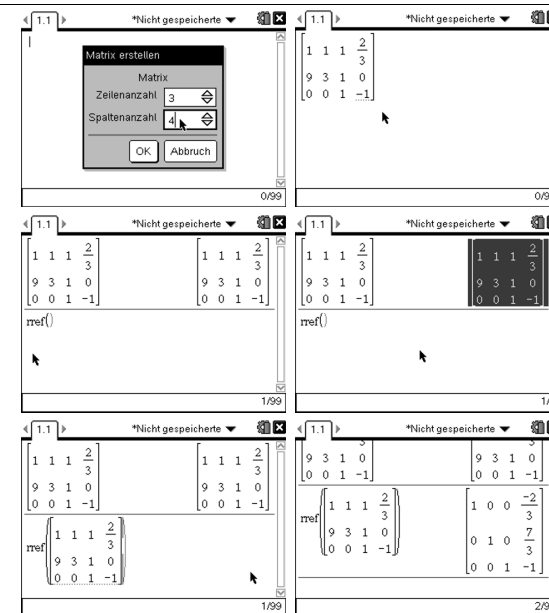 1.1 *Nicht gespeicherte
Matrix erstellen
Matrix
Zeilenanzahl 3
Spaltenanzahl 4
OK Abbruch
0/99
1.1 *Nicht gespeicherte
1 1 1 2/3
9 3 1 0
0 0 1 -1
0/9
1.1 *Nicht gespeicherte
1 1 1 2/3 1 1 1 2/3
9 3 1 0 9 3 1 0
0 0 1 -1 0 0 1 -1
rref()
1/99
1.1 *Nicht gespeicherte
1 1 1 2/3 1 1 1 2/3
9 3 1 0 9 3 1 0
0 0 1 -1 0 0 1 -1
rref()
1/
1.1 *Nicht gespeicherte
1 1 1 2/3 1 1 1 2/3
9 3 1 0 9 3 1 0
0 0 1 -1 0 0 1 -1
rref 1 1 1 2/3
9 3 1 0
0 0 1 -1
1/99
1.1 *Nicht gespeicherte
3 3
9 3 1 0 9 3 1 0
0 0 1 -1 0 0 1 -1
rref 1 1 1 2/3 1 0 0 -2/3
9 3 1 0 0 1 0 7/3
0 0 1 -1 0 0 1 -1
2/9